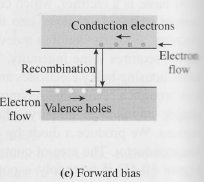 Conduction electrons
Electron
flow
Recombination
Electron
flow
Valence holes
(c) Forward bias